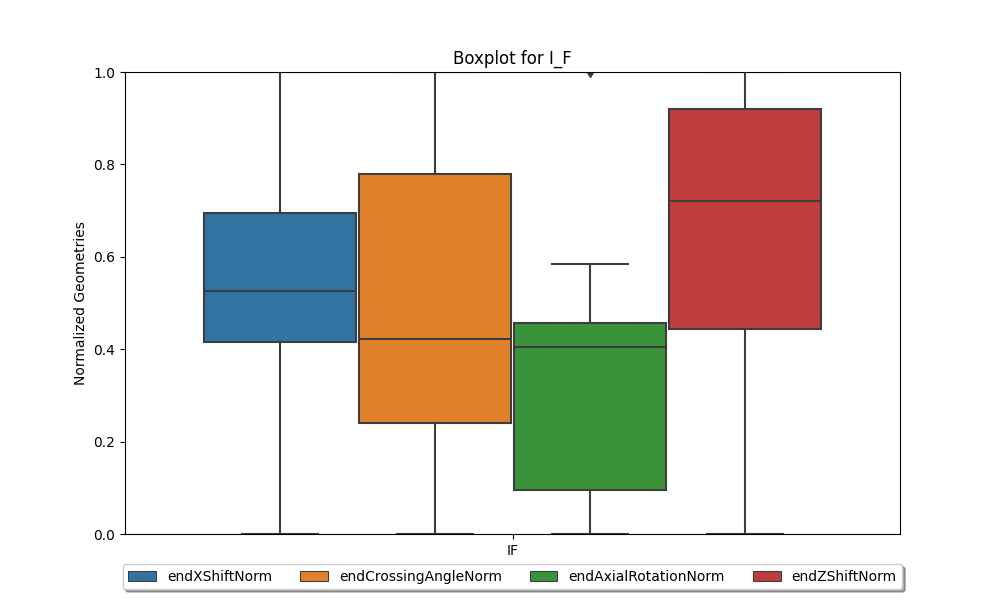 Boxplot for I_F
1.0
0.8
0.6
0.4
0.2
0.0
Normalized Geometries
IF
endXShiftNorm endCrossingAngleNorm endAxialRotationNorm endZShiftNorm